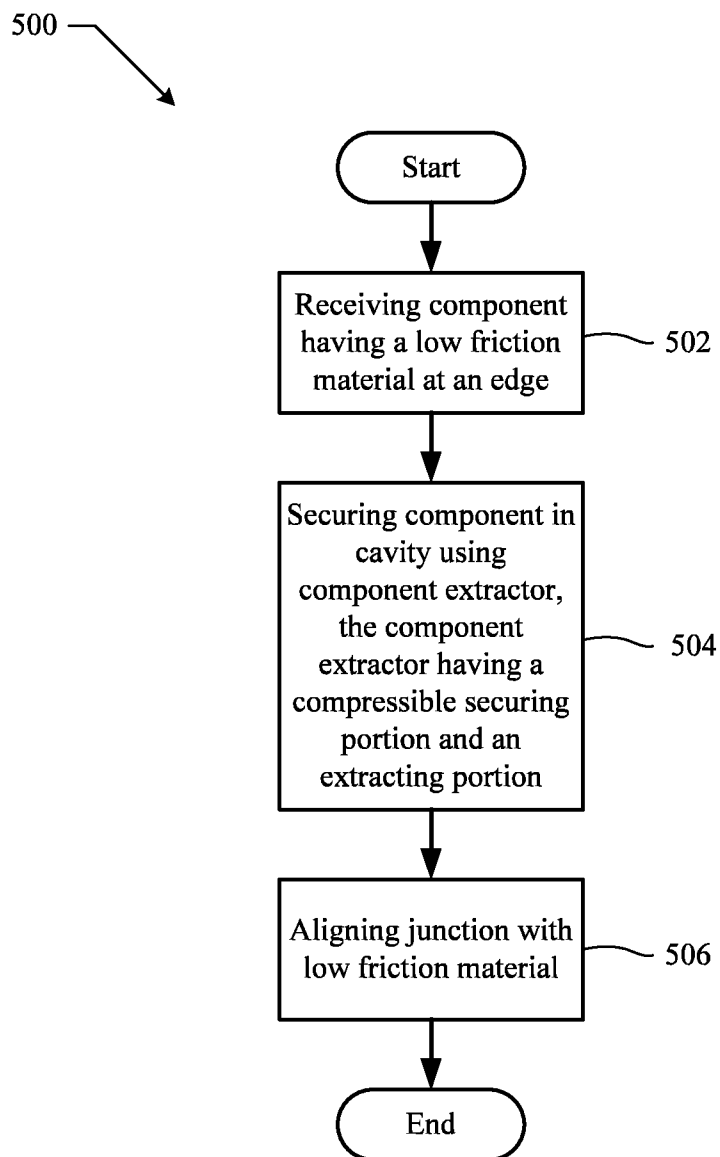 500
Start
Receiving component
having a low friction
material at an edge
502
Securing component in
cavity using
component extractor,
the component
extractor having a
compressible securing
portion and an
extracting portion
504
Aligning junction with
low friction material
506
End